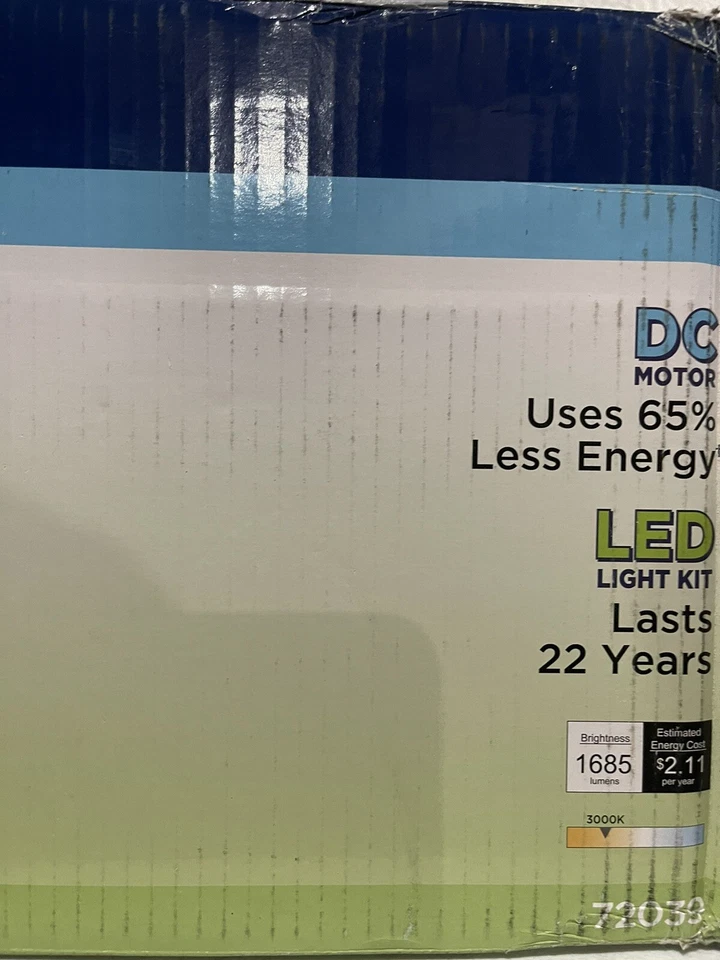 DC
MOTOR
Uses 65%
Less Energy
LED
LIGHT KIT
Lasts
22 Years
Brightness
1685
lumens
Estimated
Energy Cost
$2.11
per year
3000K
72039